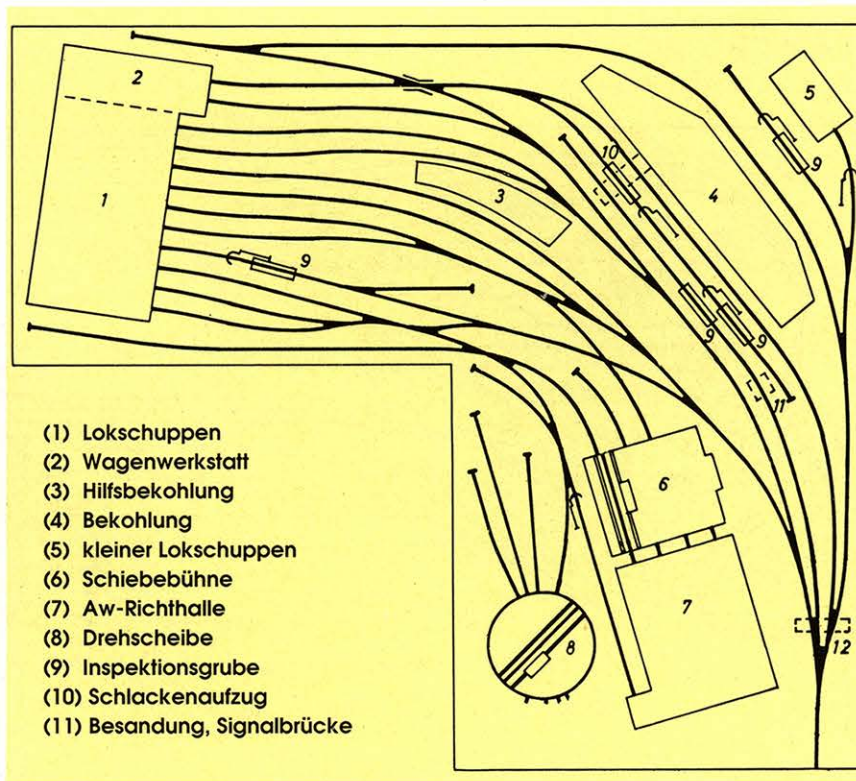 2
1
3
10
4
5
9
9
9
9
11
6
7
8
12
(1) Lokschuppen
(2) Wagenwerkstatt
(3) Hilfsbekohlung
(4) Bekohlung
(5) kleiner Lokschuppen
(6) Schiebebühne
(7) Aw-Richthalle
(8) Drehscheibe
(9) Inspektionsgrube
(10) Schlackenaufzug
(11) Besandung, Signalbrücke